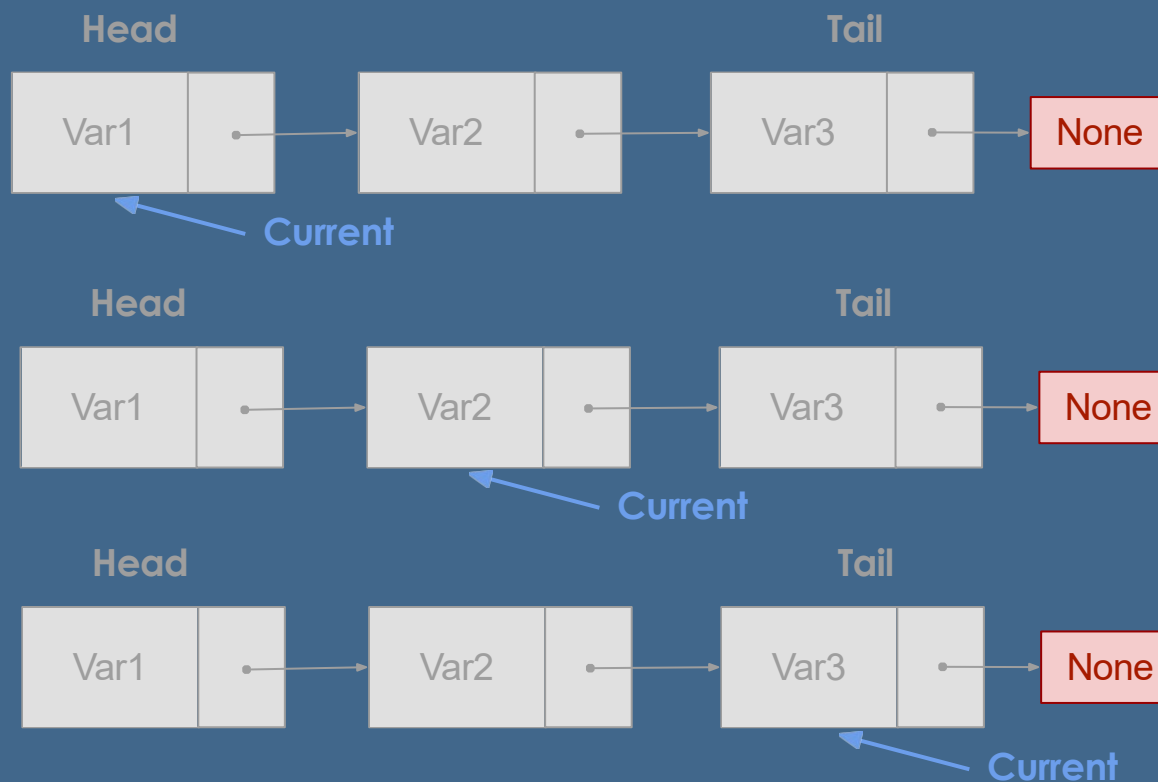 Head Tail
Var1 Var2 Var3 None
Current
Head Tail
Var1 Var2 Var3 None
Current
Head Tail
Var1 Var2 Var3 None
Current